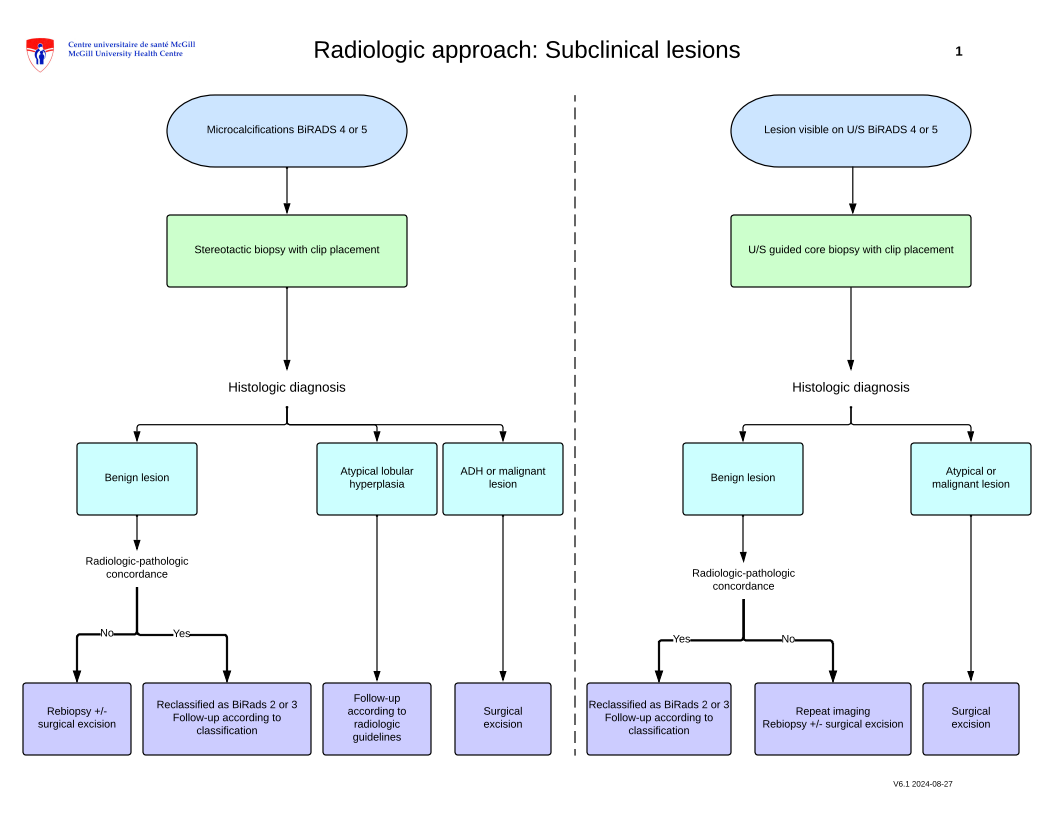 Centre universitaire de santé McGill
McGill University Health Centre
Radiologic approach: Subclinical lesions
1
Microcalcifications BiRADS 4 or 5
Stereotactic biopsy with clip placement
Histologic diagnosis
Benign lesion
Atypical lobular
hyperplasia
ADH or malignant
lesion
Radiologic-pathologic
concordance
No
Yes
Rebiopsy +/-
surgical excision
Reclassified as BiRads 2 or 3
Follow-up according to
classification
Follow-up
according to
radiologic
guidelines
Surgical
excision
Lesion visible on U/S BiRADS 4 or 5
U/S guided core biopsy with clip placement
Histologic diagnosis
Benign lesion
Atypical or
malignant lesion
Radiologic-pathologic
concordance
Yes
No
Reclassified as BiRads 2 or 3
Follow-up according to
classification
Repeat imaging
Rebiopsy +/- surgical excision
Surgical
excision
V6.1 2024-08-27